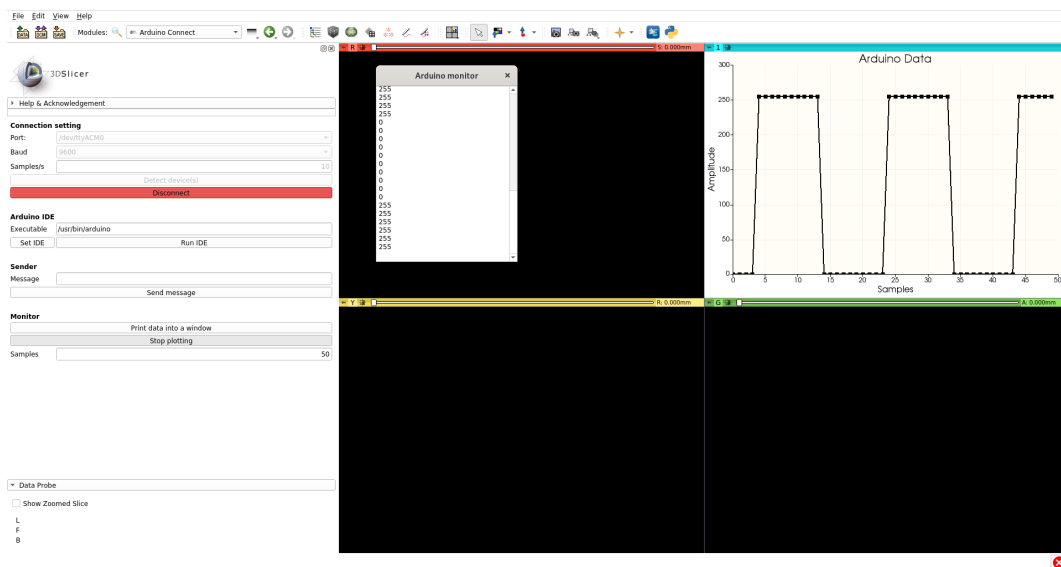 File Edit View Help
DATA DCM SAVE Modules: Arduino Connect
3DSlicer
Help & Acknowledgement
Connection setting
Port: /dev/ttyACM0
Baud 9600
Samples/s 10
Detect device(s)
Disconnect
Arduino IDE
Executable /usr/bin/arduino
Set IDE Run IDE
Sender
Message
Send message
Monitor
Print data into a window
Stop plotting
Samples 50
Data Probe
Show Zoomed Slice
L
F
B
R S: 0.000mm
Arduino monitor
255
255
255
255
0
0
0
0
0
0
0
0
0
0
255
255
255
255
255
255
1
Arduino Data
300
250
200
150
100
50
0
Amplitude
0 5 10 15 20 25 30 35 40 45 50
Samples
Y R: 0.000mm
G A: 0.000mm